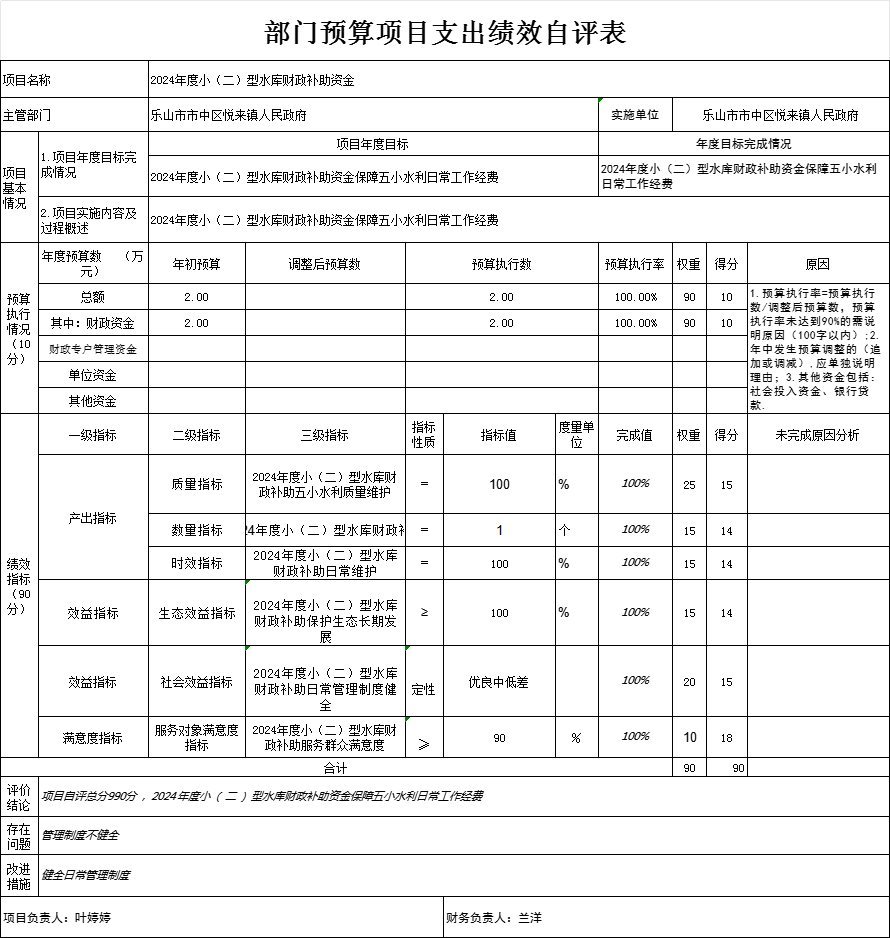 部门预算项目支出绩效自评表
项目名称 2024年度小（二）型水库财政补助资金
主管部门 乐山市市中区悦来镇人民政府 实施单位 乐山市市中区悦来镇人民政府
项目
基本
情况
1.项目年度目标完
成情况
项目年度目标 年度目标完成情况
2024年度小（二）型水库财政补助资金保障五小水利日常工作经费
2024年度小（二）型水库财政补助资金保障五小水利
日常工作经费
2.项目实施内容及
过程概述
2024年度小（二）型水库财政补助资金保障五小水利日常工作经费
预算
执行
情况
（10
分）
年度预算数 （万
元）
年初预算 调整后预算数 预算执行数 预算执行率 权重 得分 原因
总额 2.00 2.00 100.00% 90 10
其中：财政资金 2.00 2.00 100.00% 90 10
财政专户管理资金
单位资金
其他资金
1.预算执行率=预算执行
数/调整后预算数，预算
执行率未达到90%的需说
明原因（100字以内）;2.
年中发生预算调整的（追
加或调减）,应单独说明
理由；3.其他资金包括：
社会投入资金、银行贷
款.
绩效
指标
（90
分）
一级指标 二级指标 三级指标 指标
性质
指标值 度量单
位
完成值 权重 得分 未完成原因分析
产出指标
质量指标 2024年度小（二）型水库财
政补助五小水利质量维护
= 100 % 100% 25 15
数量指标 24年度小（二）型水库财政补 = 1 个 100% 15 14
时效指标 2024年度小（二）型水库
财政补助日常维护
= 100 % 100% 15 14
效益指标 生态效益指标 2024年度小（二）型水库
财政补助保护生态长期发
展
≥ 100 % 100% 15 14
效益指标 社会效益指标 2024年度小（二）型水库
财政补助日常管理制度健
全
定性 优良中低差 100% 20 15
满意度指标 服务对象满意度
指标
2024年度小（二）型水库财
政补助服务群众满意度
≥ 90 % 100% 10 18
合计 90 90
评价
结论
项目自评总分990分，2024年度小（二）型水库财政补助资金保障五小水利日常工作经费
存在
问题
管理制度不健全
改进
措施
健全日常管理制度
项目负责人：叶婷婷 财务负责人：兰洋